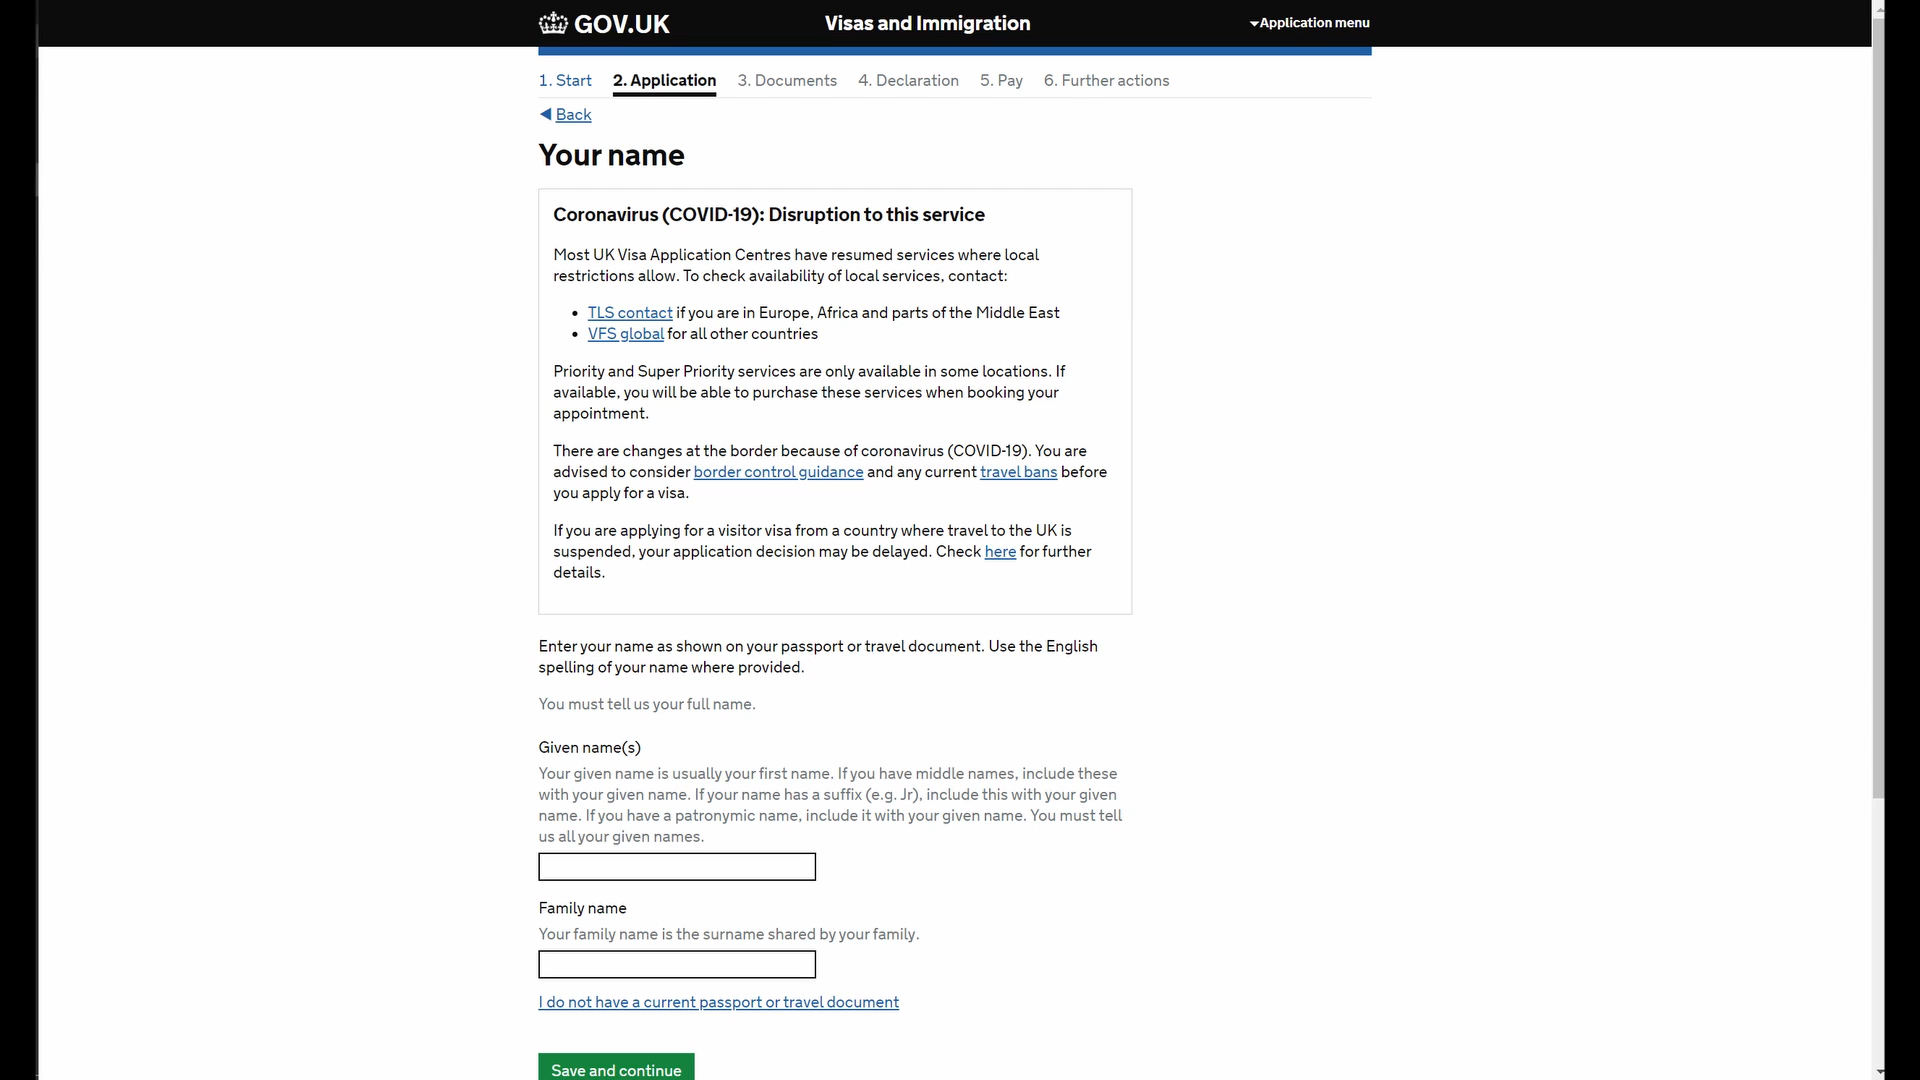 GOV.UK
Visas and Immigration
Application menu
1. Start 2. Application 3. Documents 4. Declaration 5. Pay 6. Further actions
Back
Your name
Coronavirus (COVID-19): Disruption to this service
Most UK Visa Application Centres have resumed services where local
restrictions allow. To check availability of local services, contact:
• TLS contact if you are in Europe, Africa and parts of the Middle East
• VFS global for all other countries
Priority and Super Priority services are only available in some locations. If
available, you will be able to purchase these services when booking your
appointment.
There are changes at the border because of coronavirus (COVID-19). You are
advised to consider border control guidance and any current travel bans before
you apply for a visa.
If you are applying for a visitor visa from a country where travel to the UK is
suspended, your application decision may be delayed. Check here for further
details.
Enter your name as shown on your passport or travel document. Use the English
spelling of your name where provided.
You must tell us your full name.
Given name(s)
Your given name is usually your first name. If you have middle names, include these
with your given name. If your name has a suffix (e.g. Jr), include this with your given
name. If you have a patronymic name, include it with your given name. You must tell
us all your given names.
Family name
Your family name is the surname shared by your family.
I do not have a current passport or travel document
Save and continue